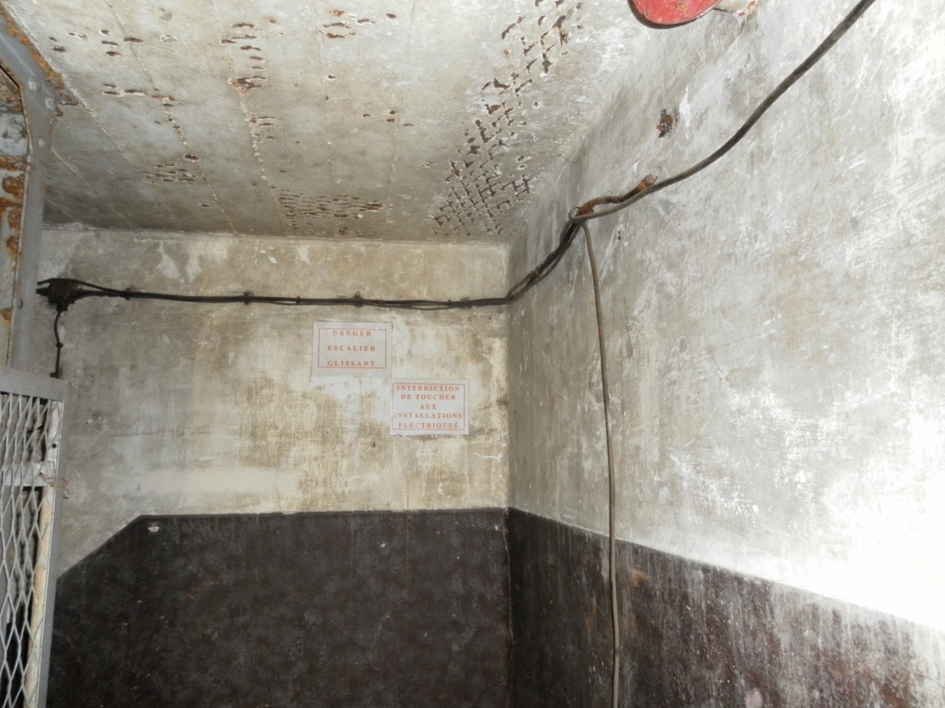 DANGER
ESCALIER
GLISSANT
INTERDICTION
DE TOUCHER
AUX
INSTALLATIONS
ELECTRIQUES